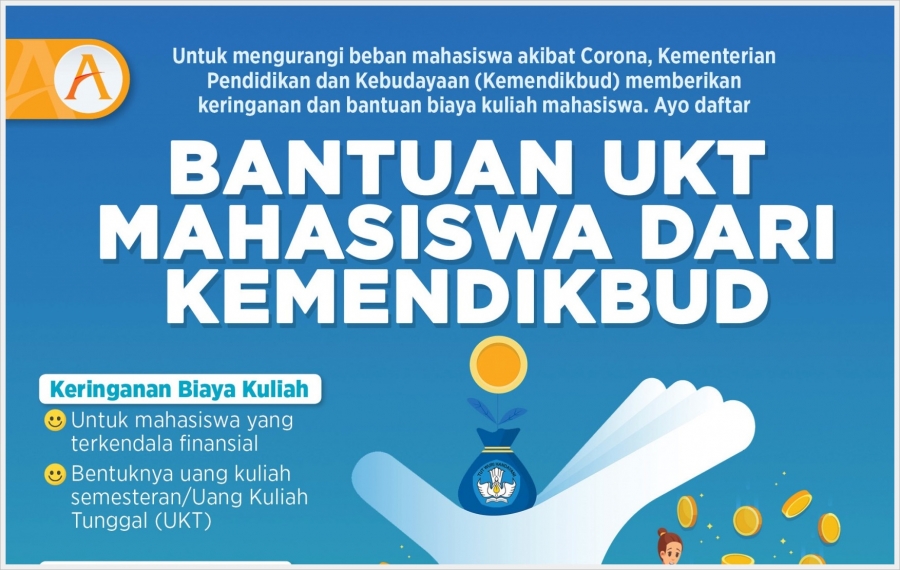 A
Untuk mengurangi beban mahasiswa akibat Corona, Kementerian
Pendidikan dan Kebudayaan (Kemendikbud) memberikan
keringanan dan bantuan biaya kuliah mahasiswa. Ayo daftar
BANTUAN UKT
MAHASISWA DARI
KEMENDIKBUD
Keringanan Biaya Kuliah
Untuk mahasiswa yang
terkendala finansial
Bentuknya uang kuliah
semesteran/Uang Kuliah
Tunggal (UKT)